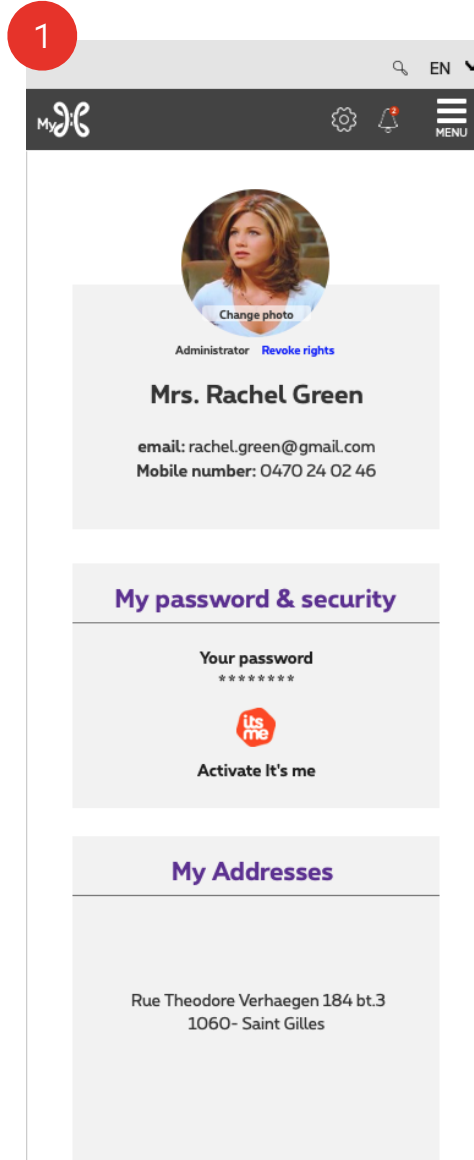 1
EN
My
2
MENU
Change photo
Administrator Revoke rights
Mrs. Rachel Green
email: rachel.green@gmail.com
Mobile number: 0470 24 02 46
My password & security
Your password
********
its
me
Activate It's me
My Addresses
Rue Theodore Verhaegen 184 bt.3
1060- Saint Gilles